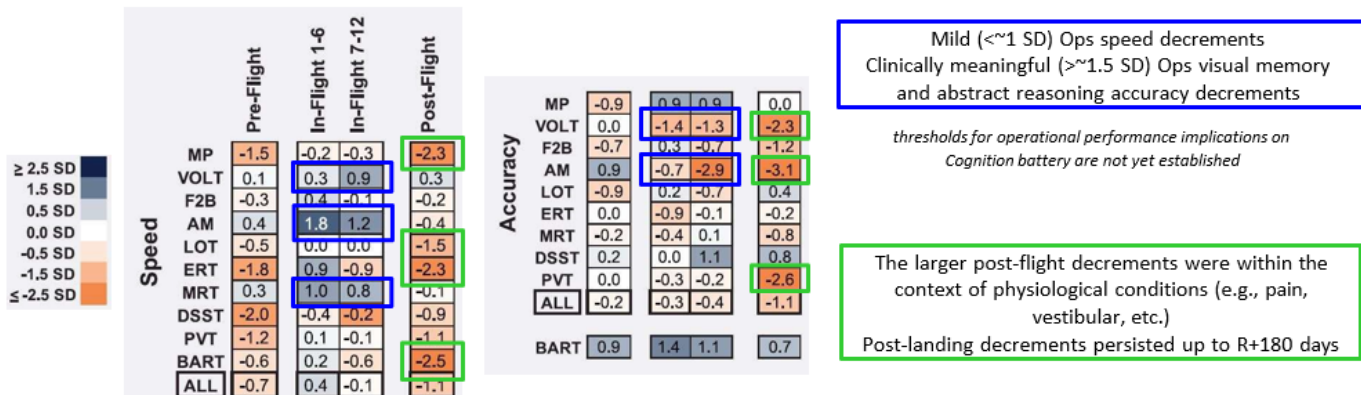 Pre-Flight
In-Flight 1-6
In-Flight 7-12
Post-Flight
≥ 2.5 SD
1.5 SD
0.5 SD
0.0 SD
-0.5 SD
-1.5 SD
≤ -2.5 SD
Speed
MP -1.5 -0.2 -0.3 -2.3
VOLT 0.1 0.3 0.9 0.3
F2B -0.3 0.4 -0.1 -0.2
AM 0.4 1.8 1.2 -0.4
LOT -0.5 0.0 0.0 -1.5
ERT -1.8 0.9 -0.9 -2.3
MRT 0.3 1.0 0.8 -0.1
DSST -2.0 -0.4 -0.2 -0.9
PVT -1.2 0.1 -0.1 -1.1
BART -0.6 0.2 -0.6 -2.5
ALL -0.7 0.4 -0.1 -1.1
Accuracy
MP -0.9 0.9 0.9 0.0
VOLT 0.0 -1.4 -1.3 -2.3
F2B -0.7 0.3 -0.7 -1.2
AM 0.9 -0.7 -2.9 -3.1
LOT -0.9 0.2 -0.7 0.4
ERT 0.0 -0.9 -0.1 -0.2
MRT -0.2 -0.4 0.1 -0.8
DSST 0.2 0.0 1.1 0.8
PVT 0.0 -0.3 -0.2 -2.6
ALL -0.2 -0.3 -0.4 -1.1
BART 0.9 1.4 1.1 0.7
Mild (<~1 SD) Ops speed decrements
Clinically meaningful (>~1.5 SD) Ops visual memory
and abstract reasoning accuracy decrements
thresholds for operational performance implications on
Cognition battery are not yet established
The larger post-flight decrements were within the
context of physiological conditions (e.g., pain,
vestibular, etc.)
Post-landing decrements persisted up to R+180 days